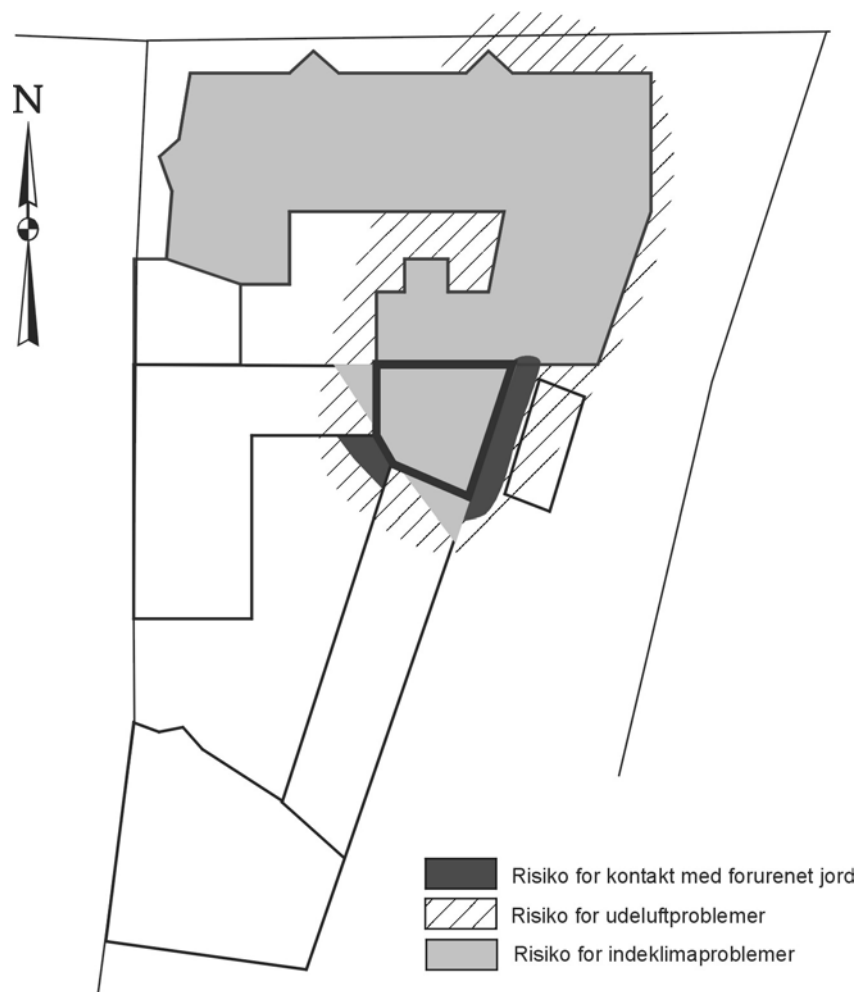 N
Risiko for kontakt med forurenet jord
Risiko for udeluftproblemer
Risiko for indeklimaproblemer